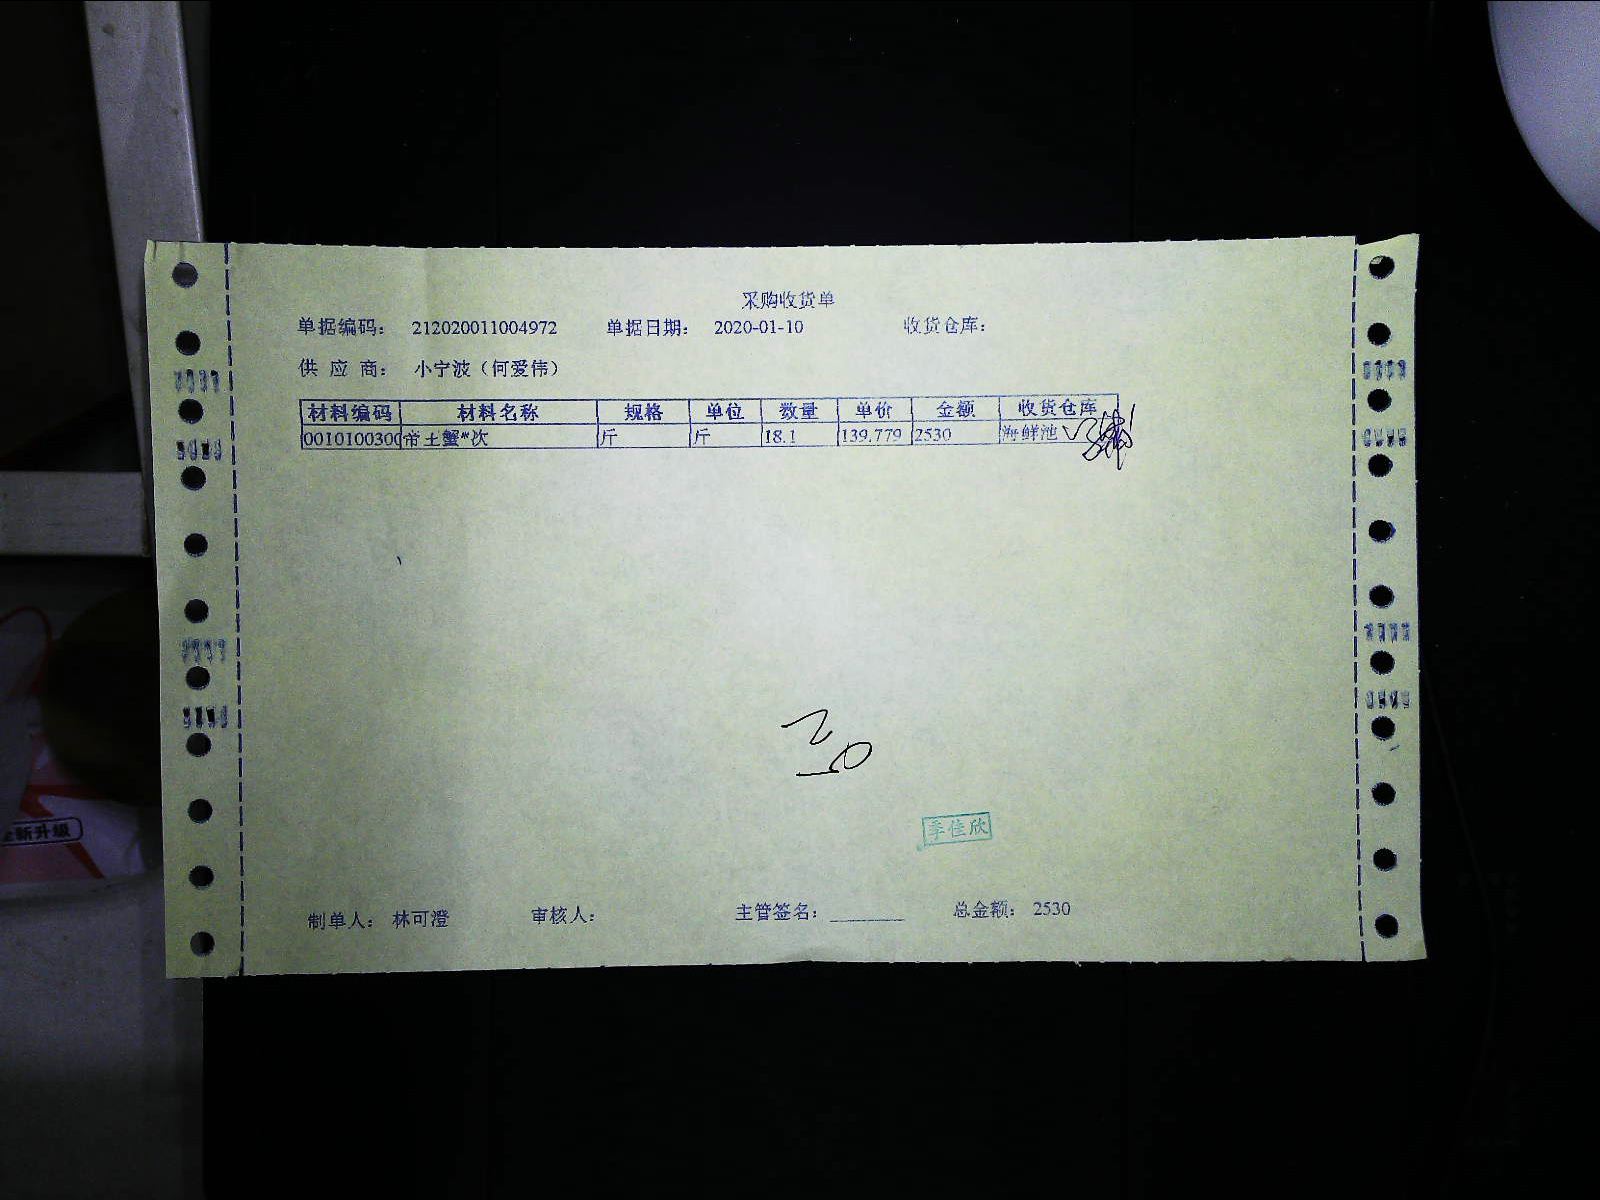 采购收货单
单据编码： 212020011004972 单据日期： 2020-01-10 收货仓库：
供 应 商： 小宁波（何爱伟）
材料编码 材料名称 规格 单位 数量 单价 金额 收货仓库
0010100300 帝王蟹*次 斤 斤 18.1 139.779 2530 海鲜池
季佳欣
制单人： 林可澄 审核人： 主管签名： 总金额： 2530
新升级